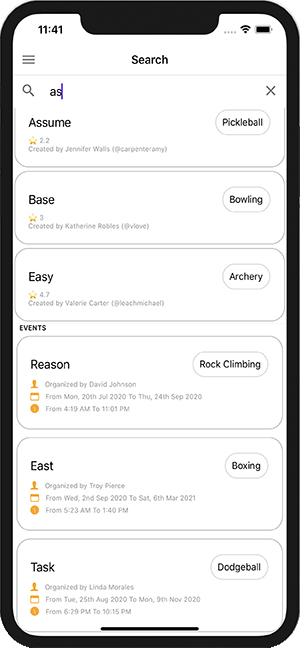 11:41
Search
as
Assume
Pickleball
2.2
Created by Jennifer Walls (@carpenteramy)
Base
Bowling
3
Created by Katherine Robles (@vlove)
Easy
Archery
4.7
Created by Valerie Carter (@leachmichael)
EVENTS
Reason
Rock Climbing
Organized by David Johnson
From Mon, 20th Jul 2020 To Thu, 24th Sep 2020
From 4:19 AM To 11:01 PM
East
Boxing
Organized by Troy Pierce
From Wed, 2nd Sep 2020 To Sat, 6th Mar 2021
From 5:23 AM To 1:40 PM
Task
Dodgeball
Organized by Linda Morales
From Tue, 25th Aug 2020 To Mon, 9th Nov 2020
From 6:29 PM To 10:15 PM